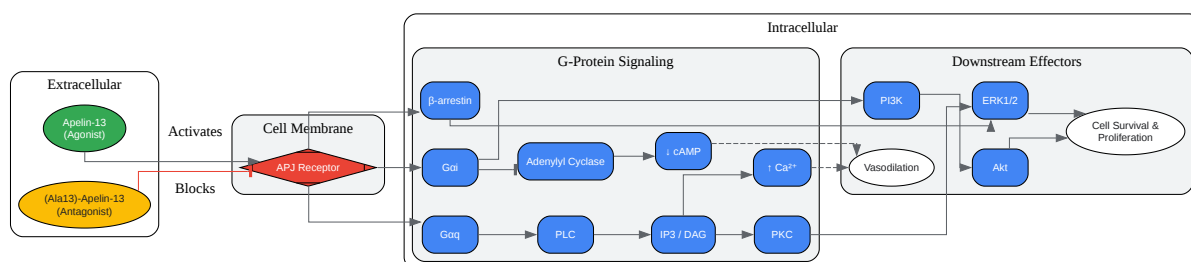 Intracellular
G-Protein Signaling
Downstream Effectors
Extracellular
Apelin-13
(Agonist)
(Ala13)-Apelin-13
(Antagonist)
Activates
Blocks
Cell Membrane
APJ Receptor
β-arrestin
Gαi
Gαq
Adenylyl Cyclase
PLC
↓ cAMP
IP3 / DAG
↑ Ca²⁺
PKC
PI3K
Vasodilation
ERK1/2
Akt
Cell Survival &
Proliferation